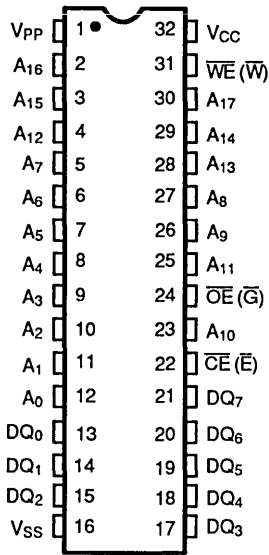 VPP 1 32 VCC
A16 2 31 W̅E̅ (W̅)
A15 3 30 A17
A12 4 29 A14
A7 5 28 A13
A6 6 27 A8
A5 7 26 A9
A4 8 25 A11
A3 9 24 O̅E̅ (G̅)
A2 10 23 A10
A1 11 22 C̅E̅ (E̅)
A0 12 21 DQ7
DQ0 13 20 DQ6
DQ1 14 19 DQ5
DQ2 15 18 DQ4
VSS 16 17 DQ3